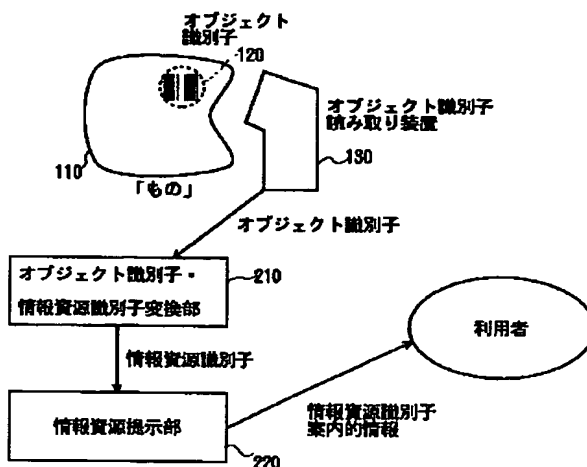 オブジェクト
識別子
120
オブジェクト識別子
読み取り装置
130
110
「もの」
オブジェクト識別子
オブジェクト識別子・
情報資源識別子変換部
210
利用者
情報資源識別子
情報資源提示部
情報資源識別子
案内的情報
220